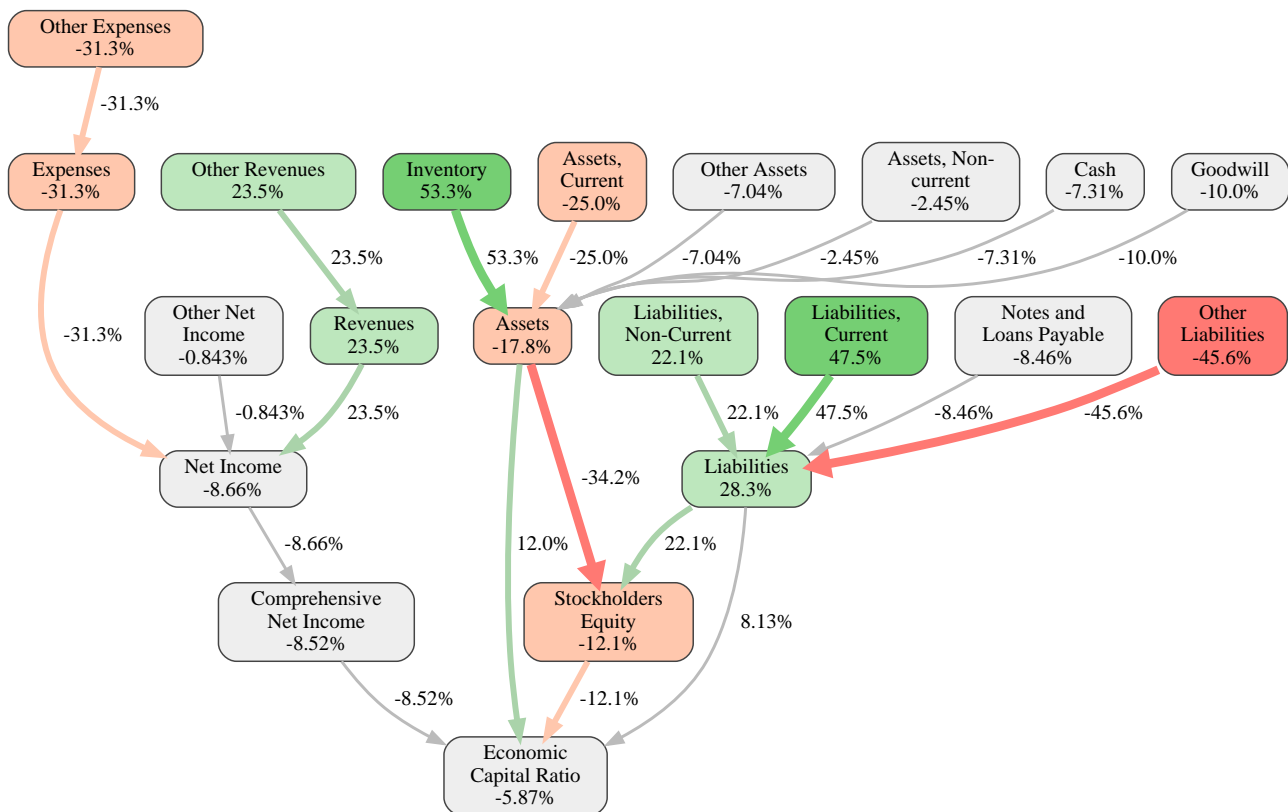 Other Expenses
-31.3%
-31.3%
Expenses
-31.3%
Other Revenues
23.5%
Inventory
53.3%
Assets,
Current
-25.0%
Other Assets
-7.04%
Assets, Non-
current
-2.45%
Cash
-7.31%
Goodwill
-10.0%
23.5%
53.3%
-25.0%
-7.04%
-2.45%
-7.31%
-10.0%
-31.3%
Other Net
Income
-0.843%
Revenues
23.5%
Assets
-17.8%
Liabilities,
Non-Current
22.1%
Liabilities,
Current
47.5%
Notes and
Loans Payable
-8.46%
Other
Liabilities
-45.6%
-0.843%
23.5%
22.1%
47.5%
-8.46%
-45.6%
Net Income
-8.66%
-34.2%
Liabilities
28.3%
-8.66%
12.0%
22.1%
Comprehensive
Net Income
-8.52%
Stockholders
Equity
-12.1%
8.13%
-8.52%
-12.1%
Economic
Capital Ratio
-5.87%